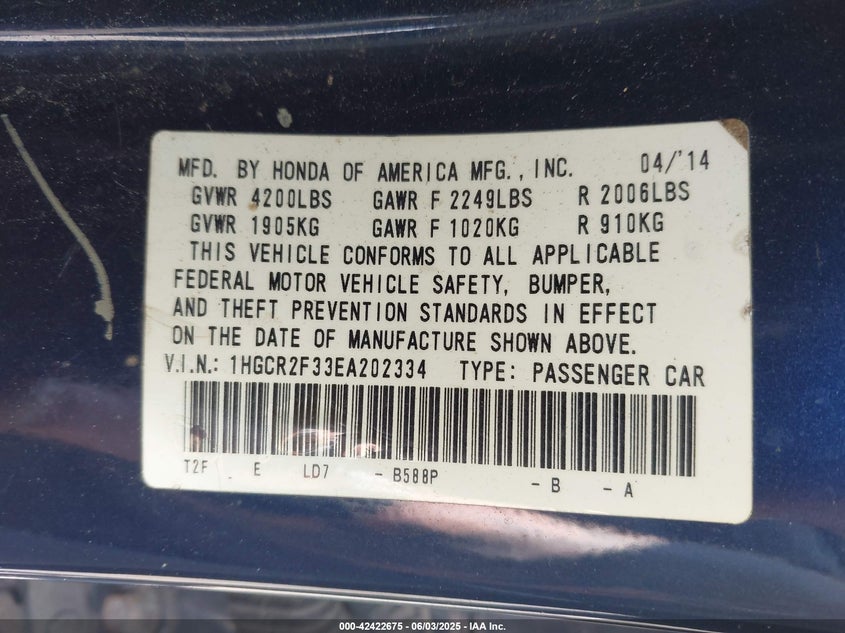 MFD. BY HONDA OF AMERICA MFG., INC. 04/'14
GVWR 4200LBS GAWR F 2249LBS R 2006LBS
GVWR 1905KG GAWR F 1020KG R 910KG
THIS VEHICLE CONFORMS TO ALL APPLICABLE
FEDERAL MOTOR VEHICLE SAFETY, BUMPER,
AND THEFT PREVENTION STANDARDS IN EFFECT
ON THE DATE OF MANUFACTURE SHOWN ABOVE.
V.I.N.: 1HGCR2F33EA202334 TYPE: PASSENGER CAR
T2F _ E LD7 - B588P - B - A
000-42422675 - 06/03/2025 - IAA Inc.